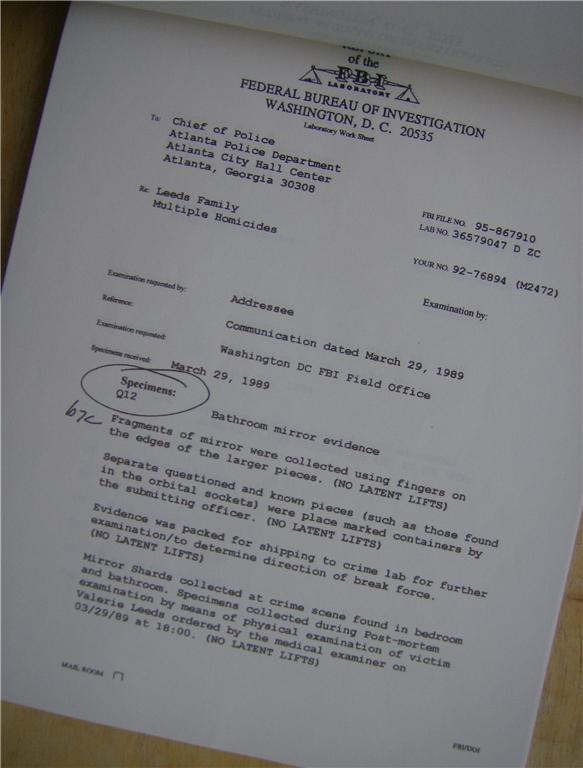 REPORT
of the
FBI
LABORATORY
FEDERAL BUREAU OF INVESTIGATION
WASHINGTON, D. C. 20535
Laboratory Work Sheet
To: Chief of Police
Atlanta Police Department
Atlanta City Hall Center
Atlanta, Georgia 30308
Re: Leeds Family
Multiple Homicides
FBI FILE NO. 95-867910
LAB NO. 36579047 D ZC
YOUR NO. 92-76894 (M2472)
Examination by:
Examination requested by: Addressee
Reference: Communication dated March 29, 1989
Examination requested: Washington DC FBI Field Office
Specimens received: March 29, 1989
Specimens:
Q12 Bathroom mirror evidence
b7c
Fragments of mirror were collected using fingers on
the edges of the larger pieces. (NO LATENT LIFTS)
Separate questioned and known pieces (such as those found
in the orbital sockets) were place marked containers by
the submitting officer. (NO LATENT LIFTS)
Evidence was packed for shipping to crime lab for further
examination/to determine direction of break force.
(NO LATENT LIFTS)
Mirror Shards collected at crime scene found in bedroom
and bathroom. Specimens collected during Post-mortem
examination by means of physical examination of victim
Valerie Leeds ordered by the medical examiner on
03/29/89 at 18:00. (NO LATENT LIFTS)
MAIL ROOM
FBI/DOJ